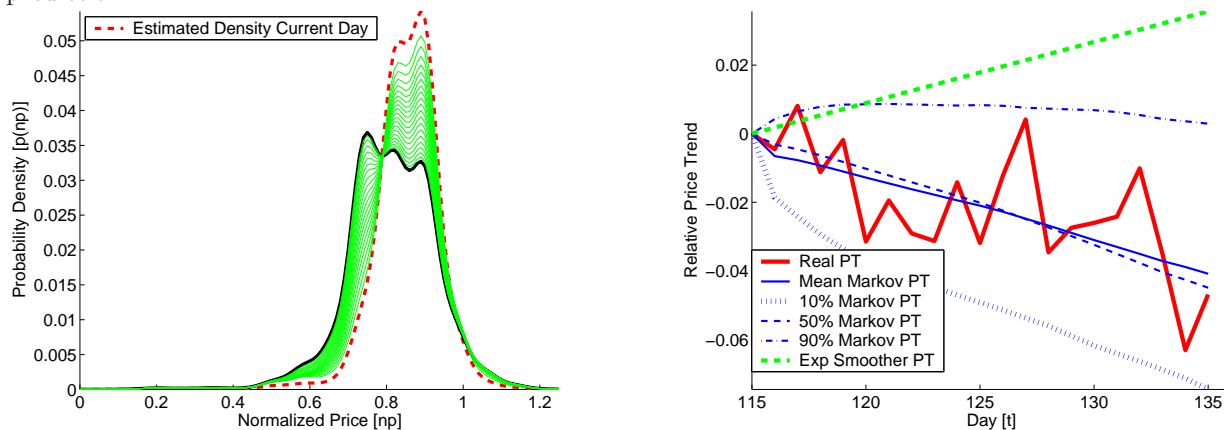 Estimated Density Current Day
0.05
0.045
0.04
0.035
0.03
0.025
0.02
0.015
0.01
0.005
0
Probability Density [p(np)]
0 0.2 0.4 0.6 0.8 1 1.2
Normalized Price [np]
0.02
0
−0.02
−0.04
−0.06
Relative Price Trend
Real PT
Mean Markov PT
10% Markov PT
50% Markov PT
90% Markov PT
Exp Smoother PT
115 120 125 130 135
Day [t]